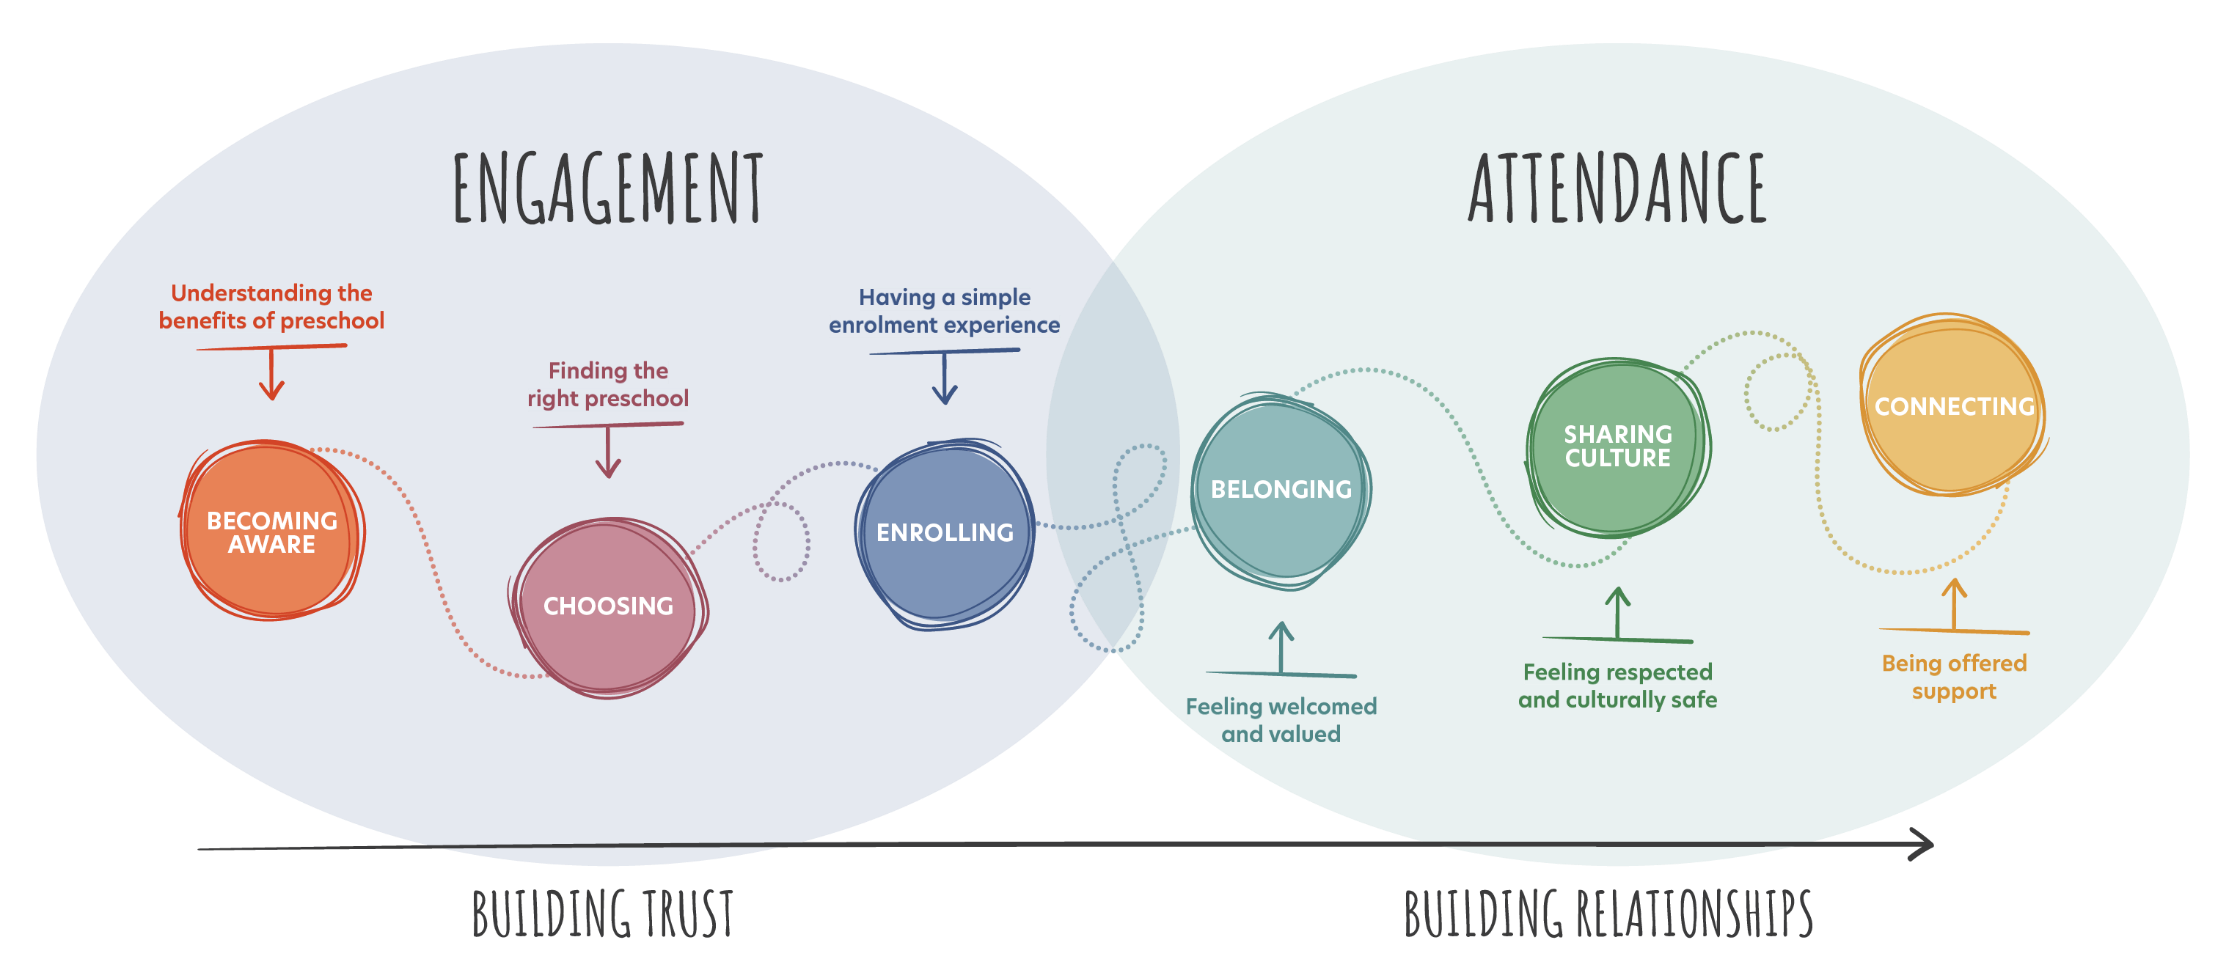 ENGAGEMENT
ATTENDANCE
Understanding the
benefits of preschool
BECOMING
AWARE
Finding the
right preschool
CHOOSING
Having a simple
enrolment experience
ENROLLING
BELONGING
Feeling welcomed
and valued
SHARING
CULTURE
Feeling respected
and culturally safe
CONNECTING
Being offered
support
BUILDING TRUST
BUILDING RELATIONSHIPS